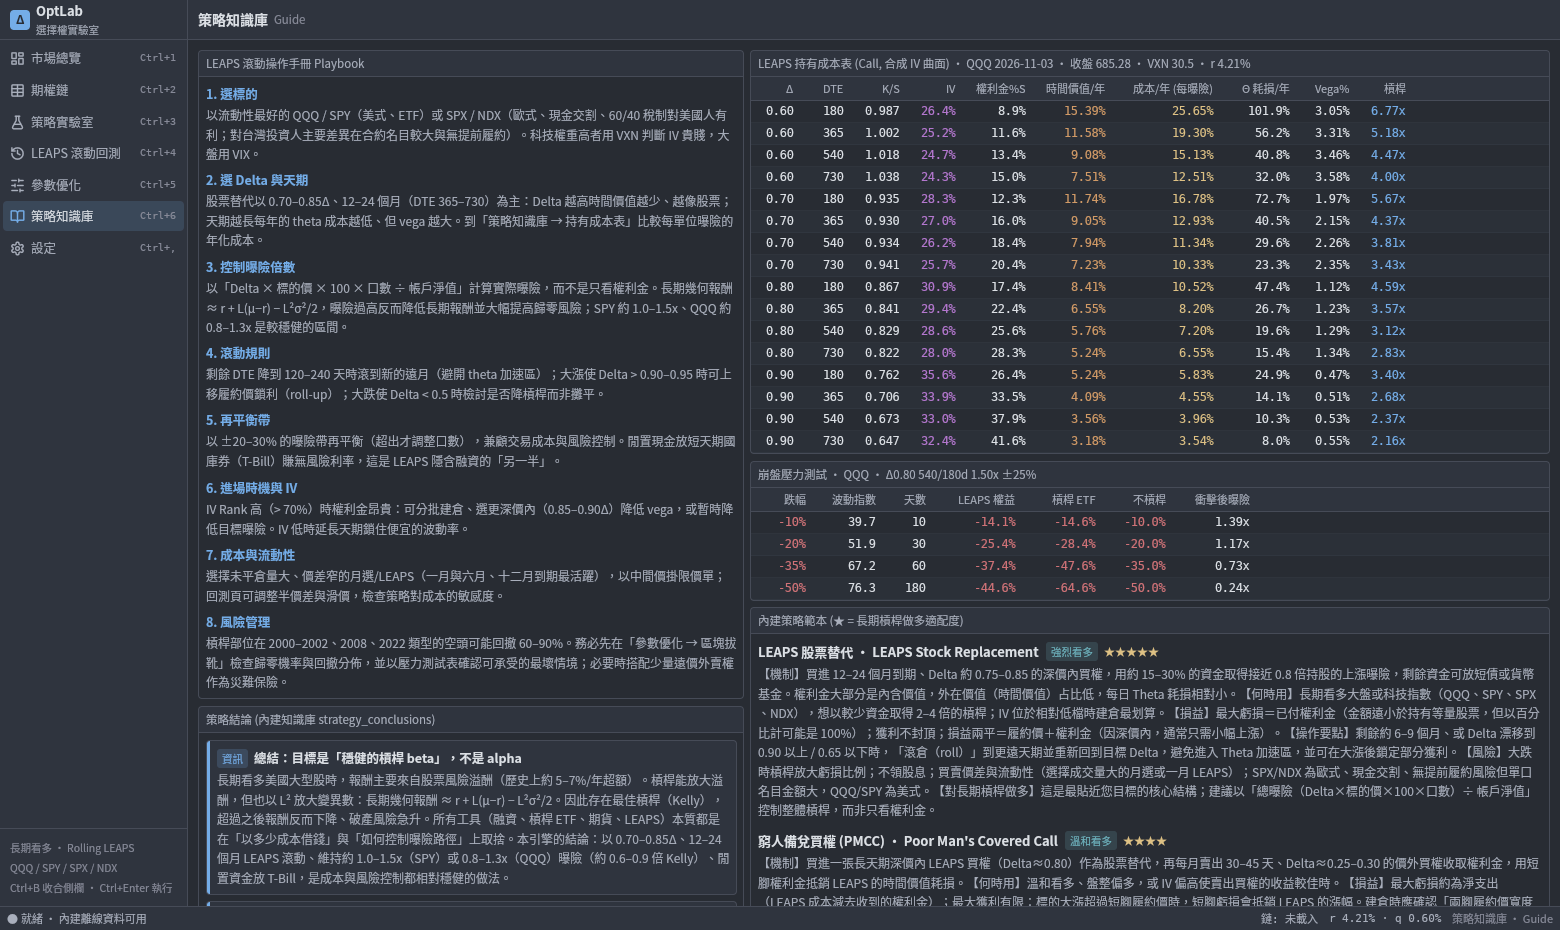 OptLab
選擇權實驗室
市場總覽 Ctrl+1
期權鏈 Ctrl+2
策略實驗室 Ctrl+3
LEAPS 滾動回測 Ctrl+4
參數優化 Ctrl+5
策略知識庫 Ctrl+6
設定 Ctrl+,
長期看多 • Rolling LEAPS
QQQ / SPY / SPX / NDX
Ctrl+B 收合側欄 • Ctrl+Enter 執行
策略知識庫 Guide
LEAPS 滾動操作手冊 Playbook
1. 選標的
以流動性最好的 QQQ / SPY（美式、ETF）或 SPX / NDX（歐式、現金交割、60/40 稅制對美國人有
利；對台灣投資人主要差異在合約名目較大與無提前履約）。科技權重高者用 VXN 判斷 IV 貴賤，大
盤用 VIX。
2. 選 Delta 與天期
股票替代以 0.70–0.85Δ、12–24 個月（DTE 365–730）為主：Delta 越高時間價值越少、越像股票；
天期越長每年的 theta 成本越低、但 vega 越大。到「策略知識庫 → 持有成本表」比較每單位曝險的
年化成本。
3. 控制曝險倍數
以「Delta × 標的價 × 100 × 口數 ÷ 帳戶淨值」計算實際曝險，而不是只看權利金。長期幾何報酬
≈ r + L(μ−r) − L²σ²/2，曝險過高反而降低長期報酬並大幅提高歸零風險；SPY 約 1.0–1.5x、QQQ 約
0.8–1.3x 是較穩健的區間。
4. 滾動規則
剩餘 DTE 降到 120–240 天時滾到新的遠月（避開 theta 加速區）；大漲使 Delta > 0.90–0.95 時可上
移履約價鎖利（roll-up）；大跌使 Delta < 0.5 時檢討是否降槓桿而非攤平。
5. 再平衡帶
以 ±20–30% 的曝險帶再平衡（超出才調整口數），兼顧交易成本與風險控制。閒置現金放短天期國
庫券（T-Bill）賺無風險利率，這是 LEAPS 隱含融資的「另一半」。
6. 進場時機與 IV
IV Rank 高（> 70%）時權利金昂貴：可分批建倉、選更深價內（0.85–0.90Δ）降低 vega，或暫時降
低目標曝險。IV 低時延長天期鎖住便宜的波動率。
7. 成本與流動性
選擇未平倉量大、價差窄的月選/LEAPS（一月與六月、十二月到期最活躍），以中間價掛限價單；
回測頁可調整半價差與滑價，檢查策略對成本的敏感度。
8. 風險管理
槓桿部位在 2000–2002、2008、2022 類型的空頭可能回撤 60–90%。務必先在「參數優化 → 區塊拔
靴」檢查歸零機率與回撤分佈，並以壓力測試表確認可承受的最壞情境；必要時搭配少量遠價外賣權
作為災難保險。
策略結論 (內建知識庫 strategy_conclusions)
資訊 總結：目標是「穩健的槓桿 beta」，不是 alpha
長期看多美國大型股時，報酬主要來自股票風險溢酬（歷史上約 5–7%/年超額）。槓桿能放大溢
酬，但也以 L² 放大變異數：長期幾何報酬 ≈ r + L(μ−r) − L²σ²/2。因此存在最佳槓桿（Kelly），
超過之後報酬反而下降、破產風險急升。所有工具（融資、槓桿 ETF、期貨、LEAPS）本質都是
在「以多少成本借錢」與「如何控制曝險路徑」上取捨。本引擎的結論：以 0.70–0.85Δ、12–24
個月 LEAPS 滾動、維持約 1.0–1.5x（SPY）或 0.8–1.3x（QQQ）曝險（約 0.6–0.9 倍 Kelly）、閒
置資金放 T-Bill，是成本與風險控制都相對穩健的做法。
LEAPS 持有成本表 (Call, 合成 IV 曲面) • QQQ 2026-11-03 • 收盤 685.28 • VXN 30.5 • r 4.21%
Δ DTE K/S IV 權利金%S 時間價值/年 成本/年 (每曝險) Θ 耗損/年 Vega% 槓桿
0.60 180 0.987 26.4% 8.9% 15.39% 25.65% 101.9% 3.05% 6.77x
0.60 365 1.002 25.2% 11.6% 11.58% 19.30% 56.2% 3.31% 5.18x
0.60 540 1.018 24.7% 13.4% 9.08% 15.13% 40.8% 3.46% 4.47x
0.60 730 1.038 24.3% 15.0% 7.51% 12.51% 32.0% 3.58% 4.00x
0.70 180 0.935 28.3% 12.3% 11.74% 16.78% 72.7% 1.97% 5.67x
0.70 365 0.930 27.0% 16.0% 9.05% 12.93% 40.5% 2.15% 4.37x
0.70 540 0.934 26.2% 18.4% 7.94% 11.34% 29.6% 2.26% 3.81x
0.70 730 0.941 25.7% 20.4% 7.23% 10.33% 23.3% 2.35% 3.43x
0.80 180 0.867 30.9% 17.4% 8.41% 10.52% 47.4% 1.12% 4.59x
0.80 365 0.841 29.4% 22.4% 6.55% 8.20% 26.7% 1.23% 3.57x
0.80 540 0.829 28.6% 25.6% 5.76% 7.20% 19.6% 1.29% 3.12x
0.80 730 0.822 28.0% 28.3% 5.24% 6.55% 15.4% 1.34% 2.83x
0.90 180 0.762 35.6% 26.4% 5.24% 5.83% 24.9% 0.47% 3.40x
0.90 365 0.706 33.9% 33.5% 4.09% 4.55% 14.1% 0.51% 2.68x
0.90 540 0.673 33.0% 37.9% 3.56% 3.96% 10.3% 0.53% 2.37x
0.90 730 0.647 32.4% 41.6% 3.18% 3.54% 8.0% 0.55% 2.16x
崩盤壓力測試 • QQQ • Δ0.80 540/180d 1.50x ±25%
跌幅 波動指數 天數 LEAPS 權益 槓桿 ETF 不槓桿 衝擊後曝險
-10% 39.7 10 -14.1% -14.6% -10.0% 1.39x
-20% 51.9 30 -25.4% -28.4% -20.0% 1.17x
-35% 67.2 60 -37.4% -47.6% -35.0% 0.73x
-50% 76.3 180 -44.6% -64.6% -50.0% 0.24x
內建策略範本 (★ = 長期槓桿做多適配度)
LEAPS 股票替代 • LEAPS Stock Replacement 強烈看多 ★★★★★
【機制】買進 12–24 個月到期、Delta 約 0.75–0.85 的深價內買權，用約 15–30% 的資金取得接近 0.8 倍持股的上漲曝險，剩餘資金可放短債或貨幣
基金。權利金大部分是內含價值，外在價值（時間價值）占比低，每日 Theta 耗損相對小。【何時用】長期看多大盤或科技指數（QQQ、SPY、SPX
、NDX），想以較少資金取得 2–4 倍的槓桿；IV 位於相對低檔時建倉最划算。【損益】最大虧損＝已付權利金（金額遠小於持有等量股票，但以百分
比計可能是 100%）；獲利不封頂；損益兩平＝履約價＋權利金（因深價內，通常只需小幅上漲）。【操作要點】剩餘約 6–9 個月、或 Delta 漂移到
0.90 以上 / 0.65 以下時，「滾倉（roll）」到更遠天期並重新回到目標 Delta，避免進入 Theta 加速區，並可在大漲後鎖定部分獲利。【風險】大跌
時槓桿放大虧損比例；不領股息；買賣價差與流動性（選擇成交量大的月選或一月 LEAPS）；SPX/NDX 為歐式、現金交割、無提前履約風險但單口
名目金額大，QQQ/SPY 為美式。【對長期槓桿做多】這是最貼近您目標的核心結構；建議以「總曝險（Delta×標的價×100×口數）÷ 帳戶淨值」
控制整體槓桿，而非只看權利金。
窮人備兌買權 (PMCC) • Poor Man's Covered Call 溫和看多 ★★★★
【機制】買進一張長天期深價內 LEAPS 買權（Delta≈0.80）作為股票替代，再每月賣出 30–45 天、Delta≈0.25–0.30 的價外買權收取權利金，用短
腳權利金抵銷 LEAPS 的時間價值耗損。【何時用】溫和看多、盤整偏多，或 IV 偏高使賣出買權的收益較佳時。【損益】最大虧損約為淨支出
（LEAPS 成本減去收到的權利金）；最大獲利有限：標的大漲超過短腳履約價時，短腳虧損會抵銷 LEAPS 的漲幅。建倉時應確認「兩腳履約價寬度
就緒 • 內建離線資料可用
鏈: 未載入 r 4.21% · q 0.60% 策略知識庫 • Guide